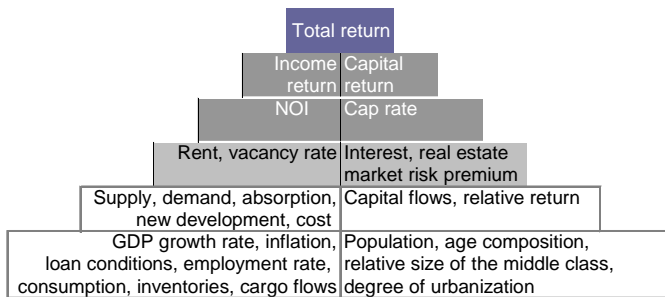 Total return
Income
return
Capital
return
NOI
Cap rate
Rent, vacancy rate
Interest, real estate
market risk premium
Supply, demand, absorption,
new development, cost
Capital flows, relative return
GDP growth rate, inflation,
loan conditions, employment rate,
consumption, inventories, cargo flows
Population, age composition,
relative size of the middle class,
degree of urbanization